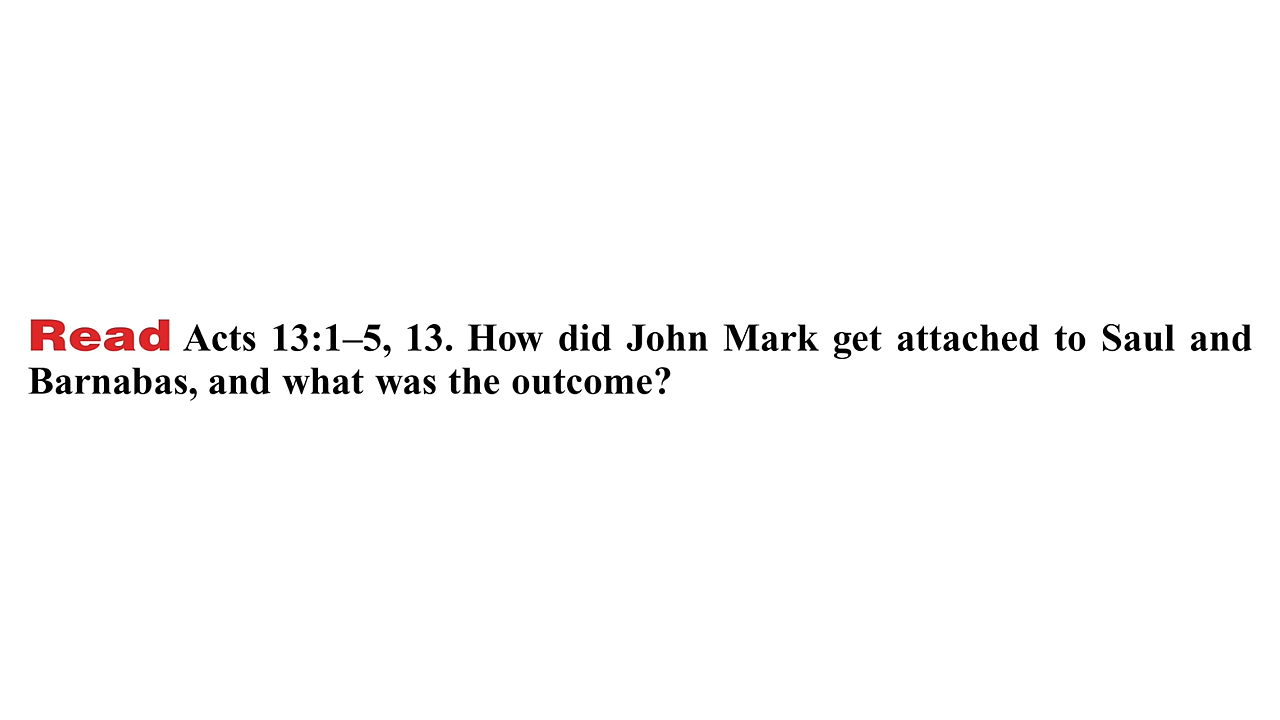 Read Acts 13:1–5, 13. How did John Mark get attached to Saul and
Barnabas, and what was the outcome?